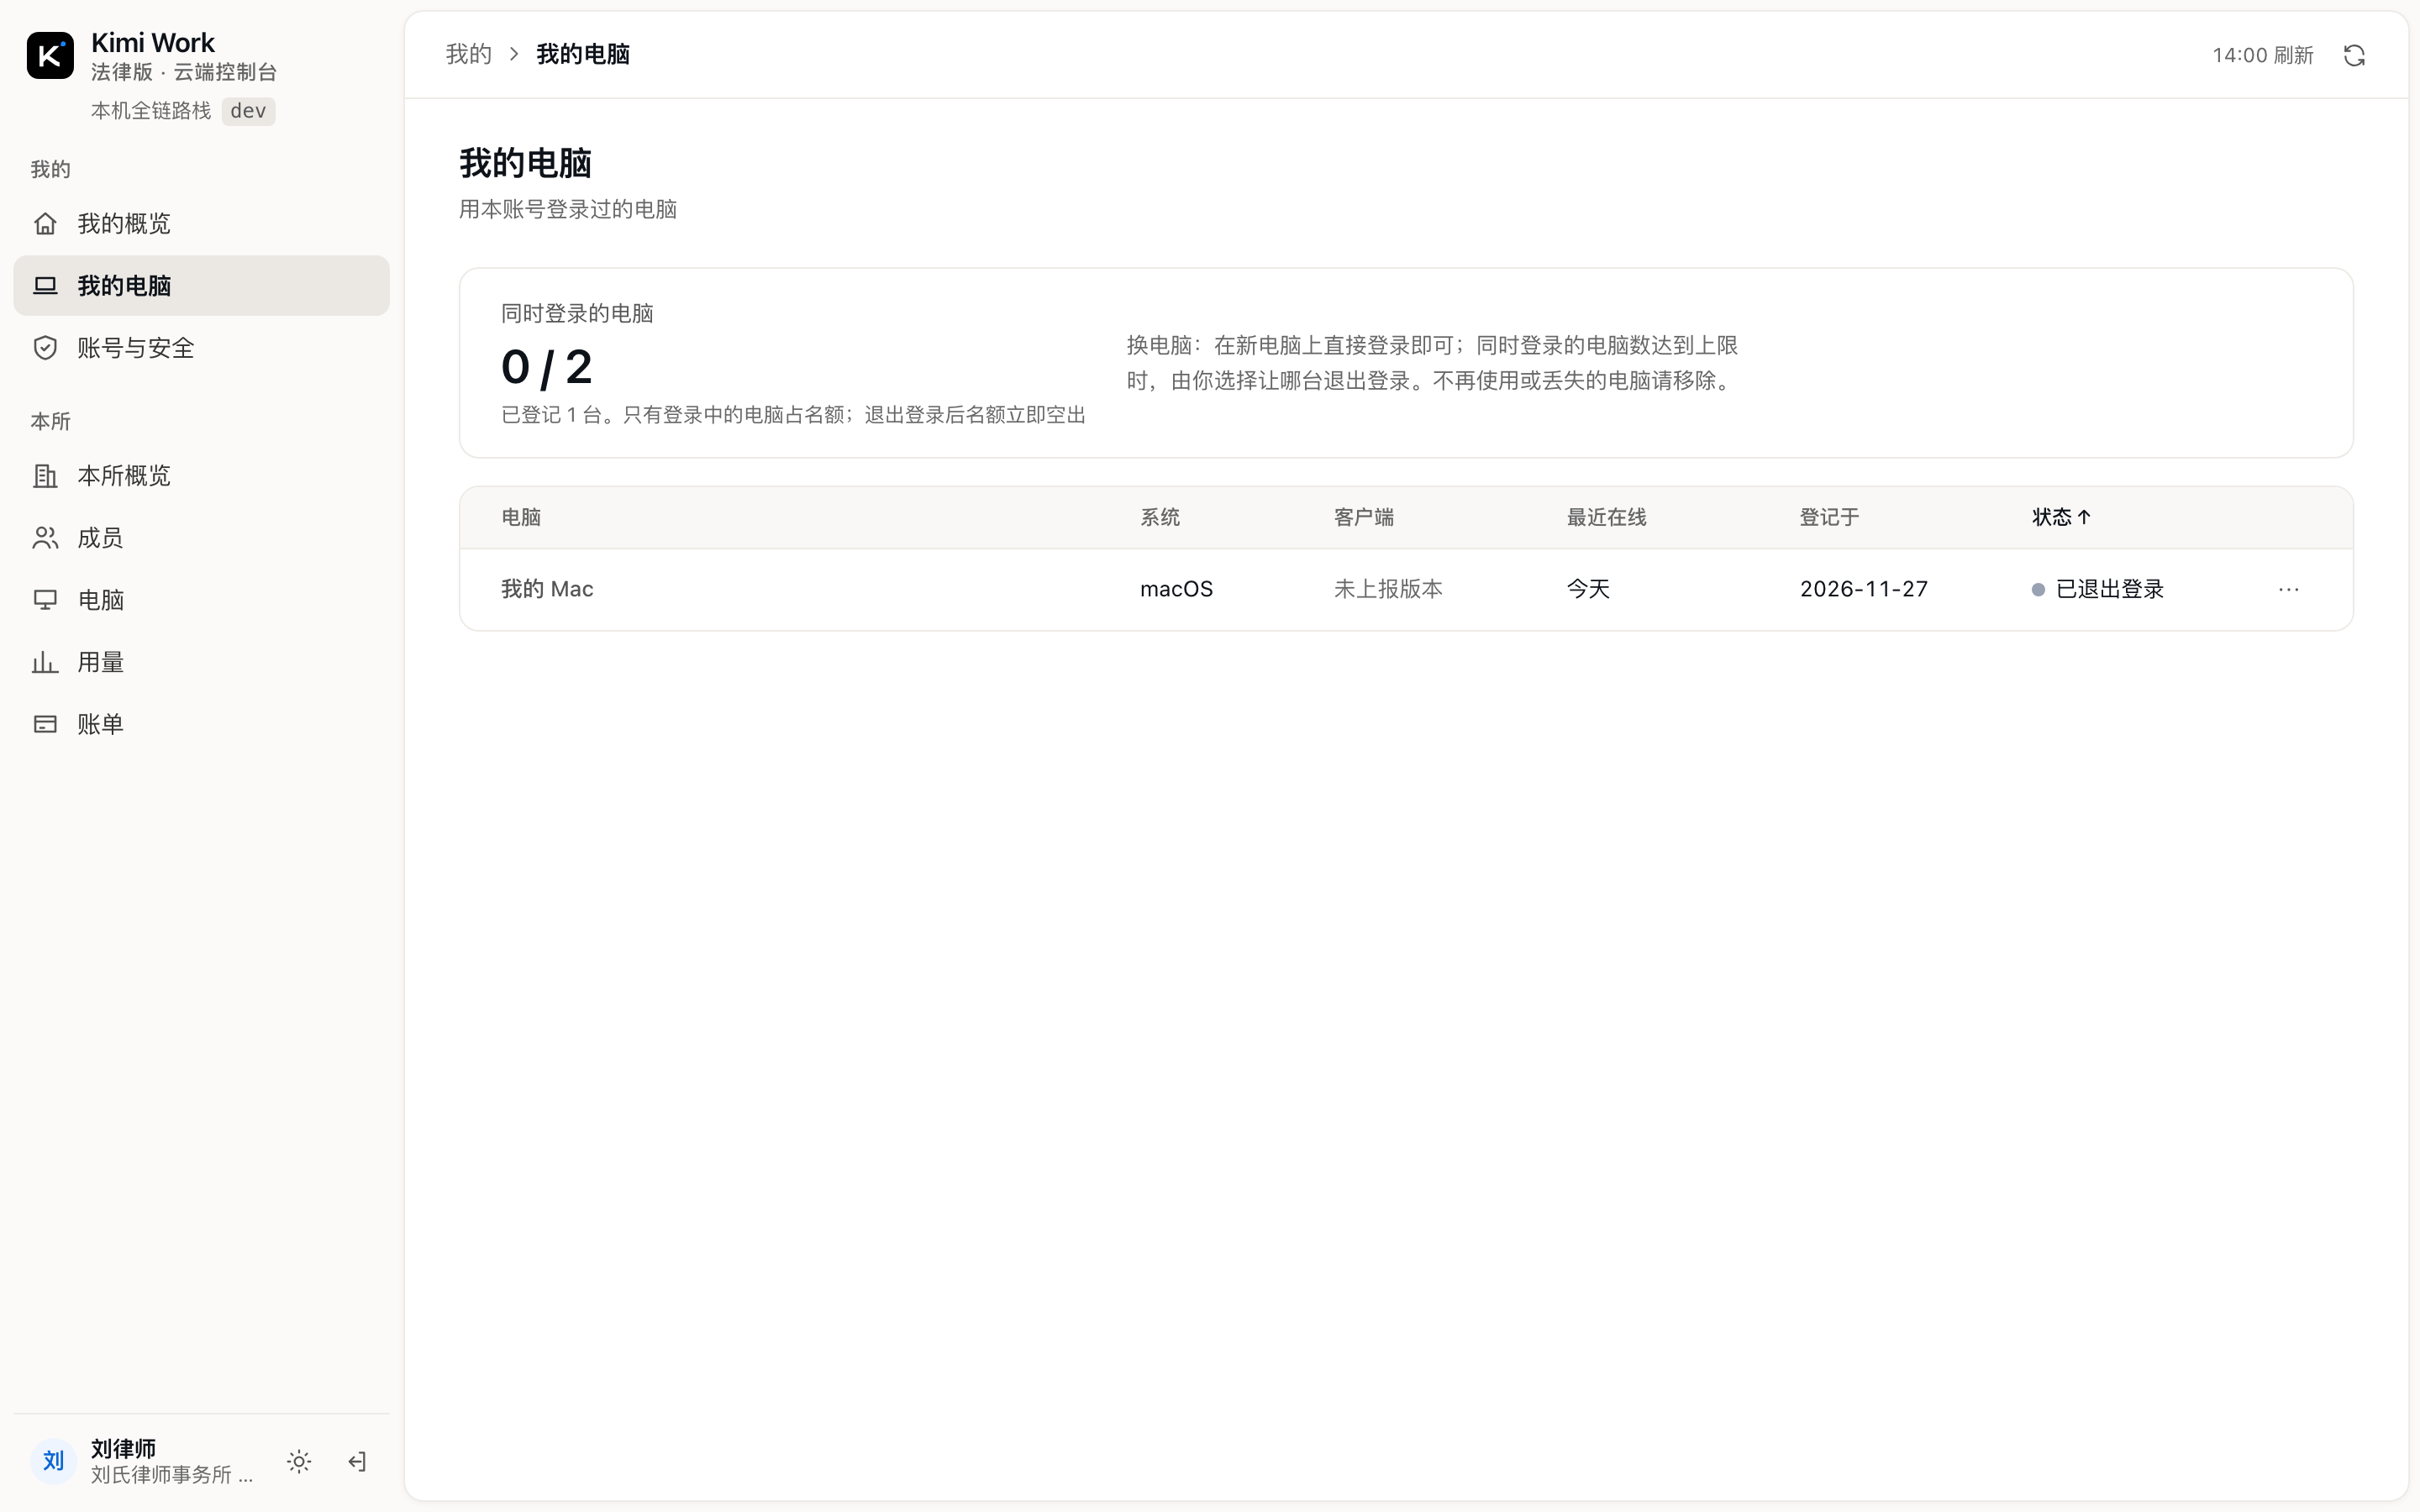 Kimi Work
法律版 · 云端控制台
本机全链路栈 dev
我的
我的概览
我的电脑
账号与安全
本所
本所概览
成员
电脑
用量
账单
刘
刘律师
刘氏律师事务所 ...
我的 > 我的电脑
14:00 刷新
我的电脑
用本账号登录过的电脑
同时登录的电脑
0 / 2
已登记 1 台。只有登录中的电脑占名额；退出登录后名额立即空出
换电脑：在新电脑上直接登录即可；同时登录的电脑数达到上限
时，由你选择让哪台退出登录。不再使用或丢失的电脑请移除。
电脑 系统 客户端 最近在线 登记于 状态 ↑
我的 Mac macOS 未上报版本 今天 2026-11-27 已退出登录 ...